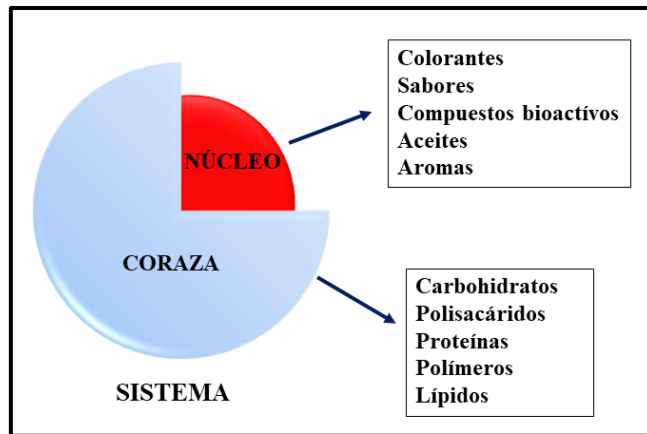 NÚCLEO
CORAZA
SISTEMA
Colorantes
Sabores
Compuestos bioactívos
Aceites
Aromas
Carbohidratos
Polisacáridos
Proteínas
Polímeros
Lípidos